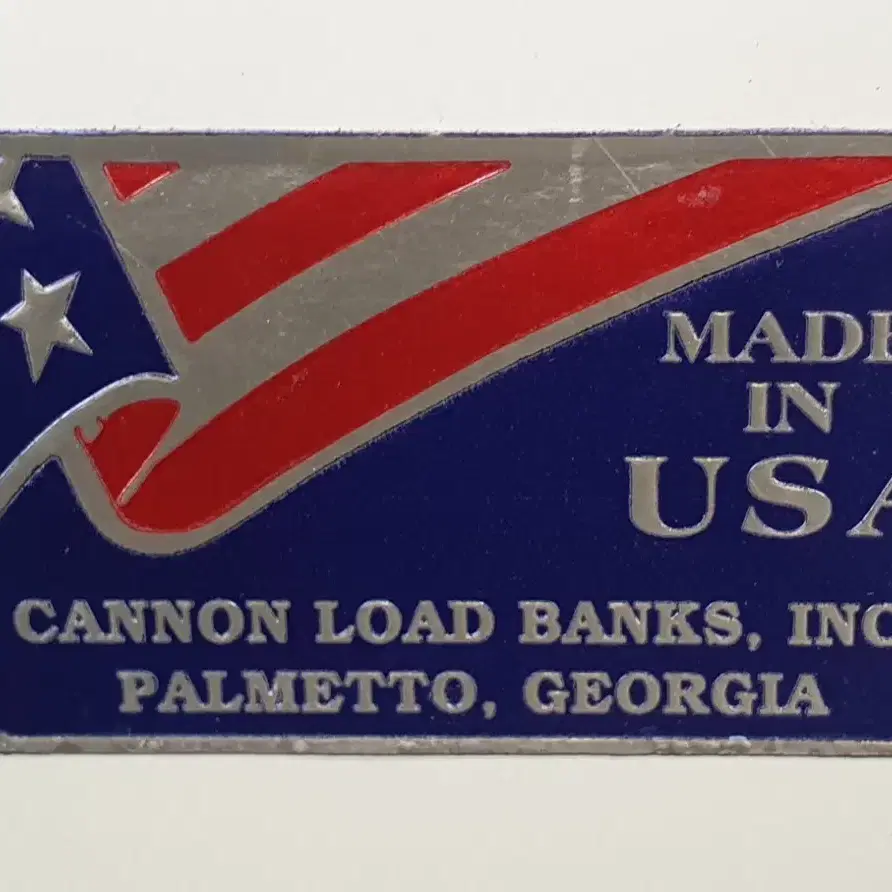 MADE
IN
USA
CANNON LOAD BANKS, INC
PALMETTO, GEORGIA